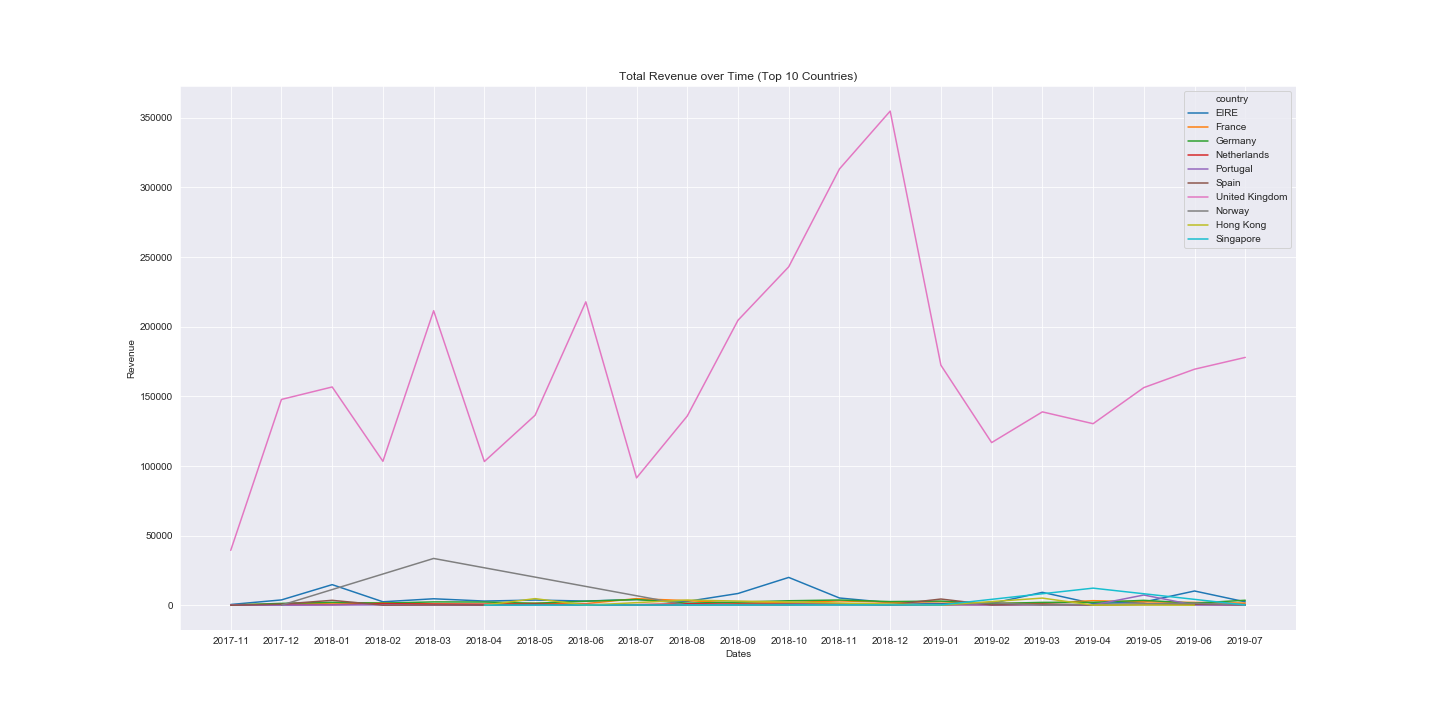 Total Revenue over Time (Top 10 Countries)
country
EIRE
France
Germany
Netherlands
Portugal
Spain
United Kingdom
Norway
Hong Kong
Singapore
350000
300000
250000
200000
150000
100000
50000
0
Revenue
2017-11 2017-12 2018-01 2018-02 2018-03 2018-04 2018-05 2018-06 2018-07 2018-08 2018-09 2018-10 2018-11 2018-12 2019-01 2019-02 2019-03 2019-04 2019-05 2019-06 2019-07
Dates